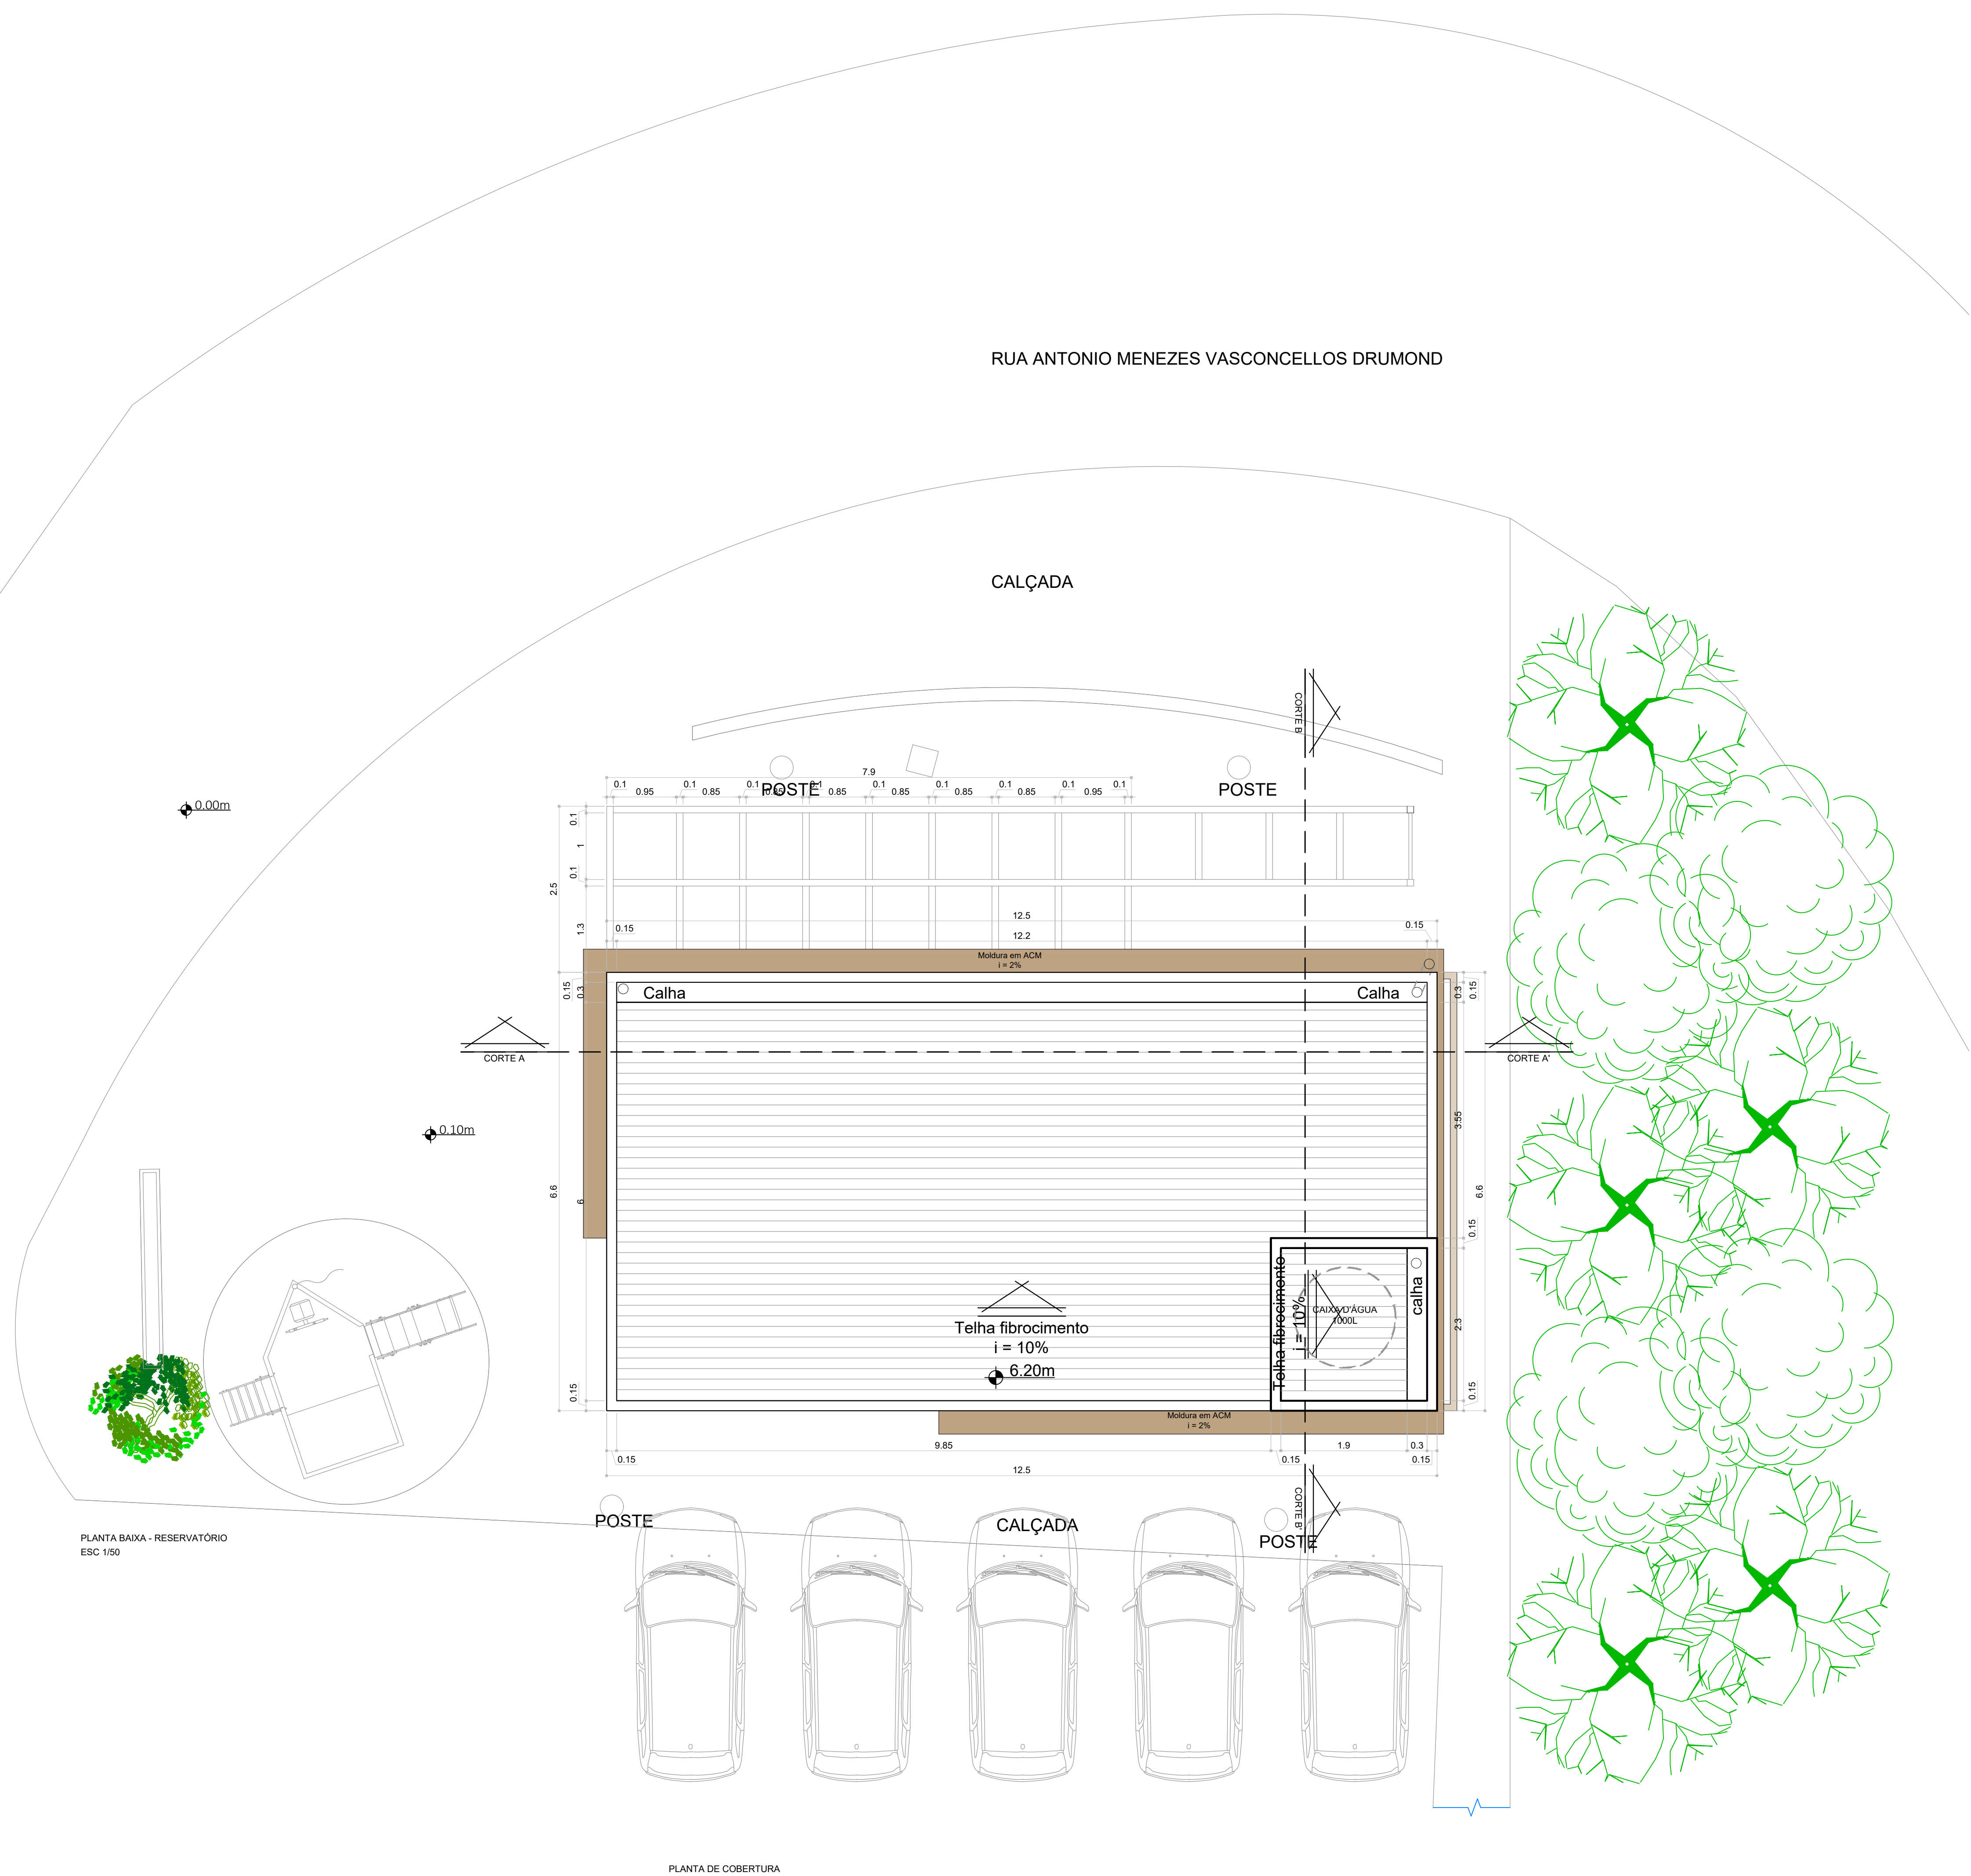 RUA ANTONIO MENEZES VASCONCELLOS DRUMOND
CALÇADA
CORTE B
7.9
POSTE
POSTE
0.1 0.1 0.1 0.1 0.1 0.1 0.1 0.1 0.1
0.95 0.85 0.85 0.85 0.85 0.85 0.85 0.95
0.00m
0.1
1
0.1
2.5
1.3
12.5
12.2
0.15
0.15
Moldura em ACM
i = 2%
Calha
Calha
0.15
0.3
0.3
0.15
CORTE A
CORTE A'
0.10m
3.55
6.6
6
6.6
0.15
Telha fibrocimento
i = 10%
CAIXA D'ÁGUA
1000L
calha
2.3
Telha fibrocimento
i = 10%
6.20m
0.15
0.15
Moldura em ACM
i = 2%
9.85
1.9
0.3
0.15
0.15
0.15
12.5
CORTE B'
POSTE
CALÇADA
POSTE
PLANTA BAIXA - RESERVATÓRIO
ESC 1/50
PLANTA DE COBERTURA